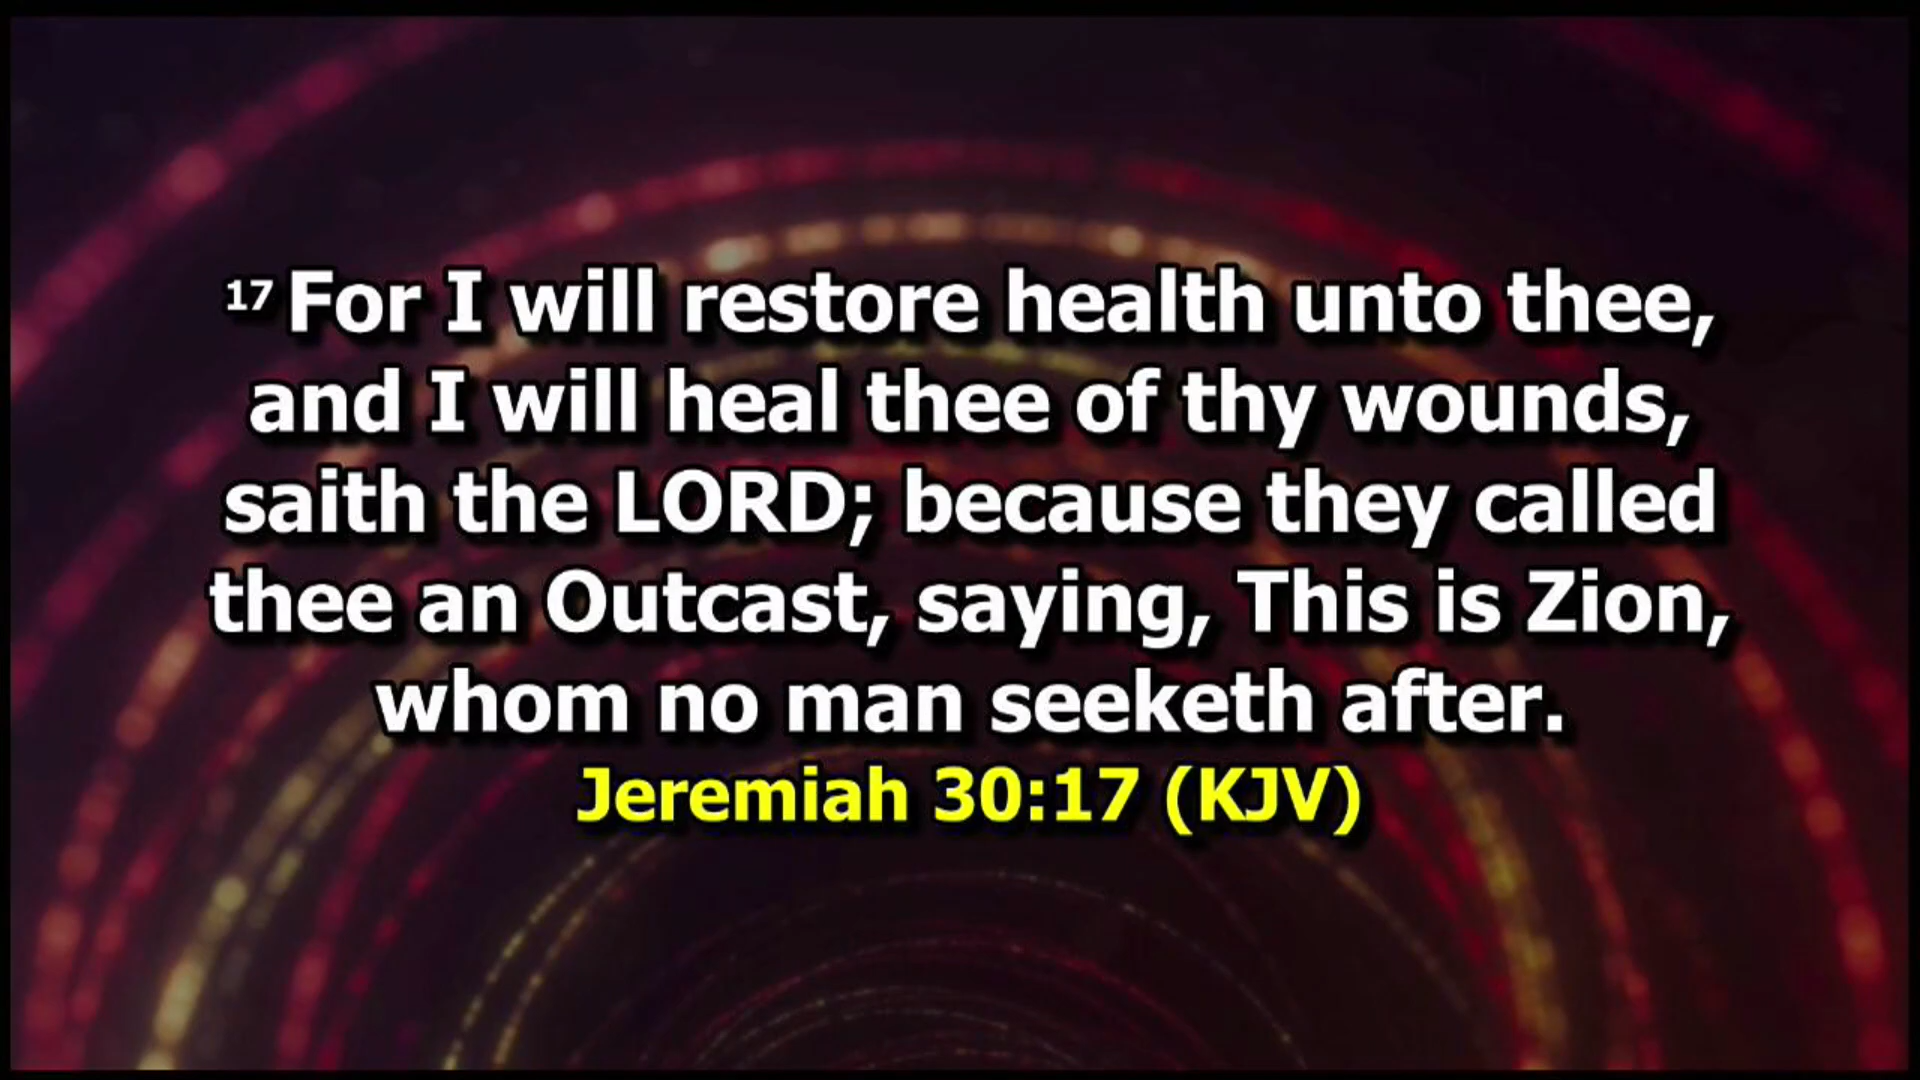 17 For I will restore health unto thee,
and I will heal thee of thy wounds,
saith the LORD; because they called
thee an Outcast, saying, This is Zion,
whom no man seeketh after.
Jeremiah 30:17 (KJV)